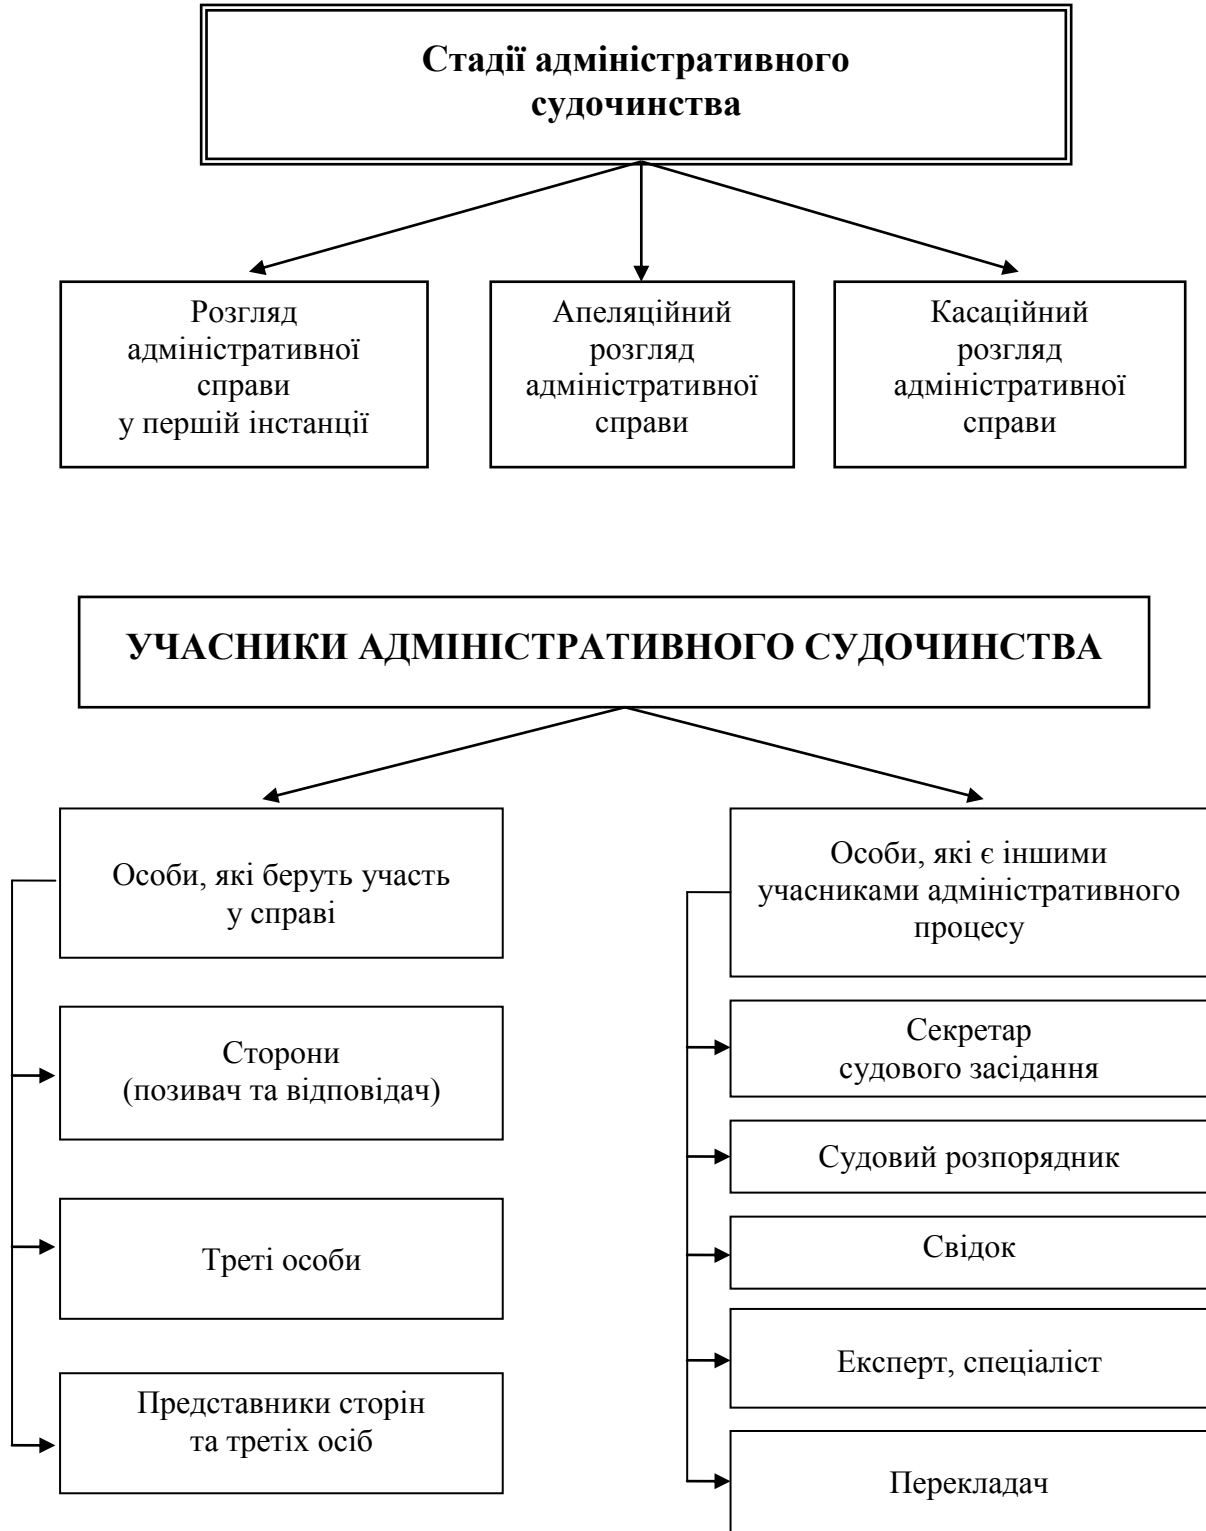 Стадії адміністративного
судочинства
Розгляд
адміністративної
справи
у першій інстанції
Апеляційний
розгляд
адміністративної
справи
Касаційний
розгляд
адміністративної
справи
УЧАСНИКИ АДМІНІСТРАТИВНОГО СУДОЧИНСТВА
Особи, які беруть участь
у справі
Сторони
(позивач та відповідач)
Треті особи
Представники сторін
та третіх осіб
Особи, які є іншими
учасниками адміністративного
процесу
Секретар
судового засідання
Судовий розпорядник
Свідок
Експерт, спеціаліст
Перекладач